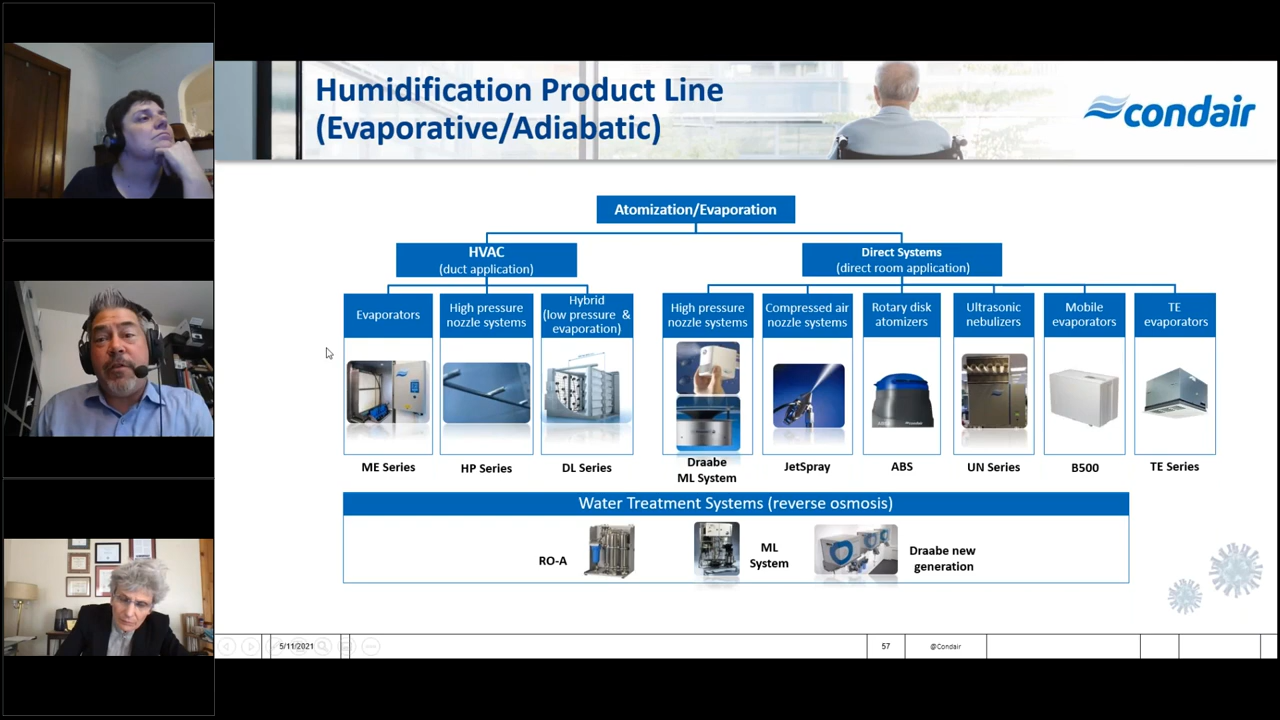 Humidification Product Line
(Evaporative/Adiabatic)
condair
Atomization/Evaporation
HVAC
(duct application)
Direct Systems
(direct room application)
Evaporators
High pressure
nozzle systems
Hybrid
(low pressure &
evaporation)
High pressure
nozzle systems
Compressed air
nozzle systems
Rotary disk
atomizers
Ultrasonic
nebulizers
Mobile
evaporators
TE
evaporators
ME Series
HP Series
DL Series
Draabe
ML System
JetSpray
ABS
UN Series
B500
TE Series
Water Treatment Systems (reverse osmosis)
RO-A
ML
System
Draabe new
generation
5/11/2021
57
@Condair